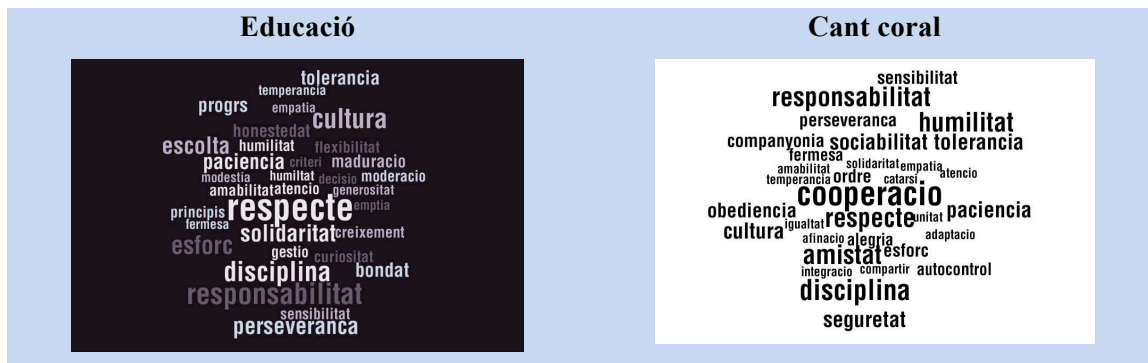 Educació
tolerancia
temperancia
progrs empatia cultura
honestedat
escolta humilitat flexibilitat
paciencia criteri maduracio
modestia humiltat decisio moderacio
amabilitat atencio generositat
principis respecte emptia
fermesa
esforc solidaritat creixement
gestio curiositat
disciplina bondat
responsabilitat
sensibilitat
perseveranca
Cant coral
sensibilitat
responsabilitat
perseveranca humilitat
companyonia sociabilitat tolerancia
fermesa
amabilitat solidaritat empatia
temperancia ordre catarsi atencio
cooperacio
obediencia igualtat respecte unitat paciencia
cultura afinacio alegria adaptacio
amistat esforc
integracio compartir autocontrol
disciplina
seguretat